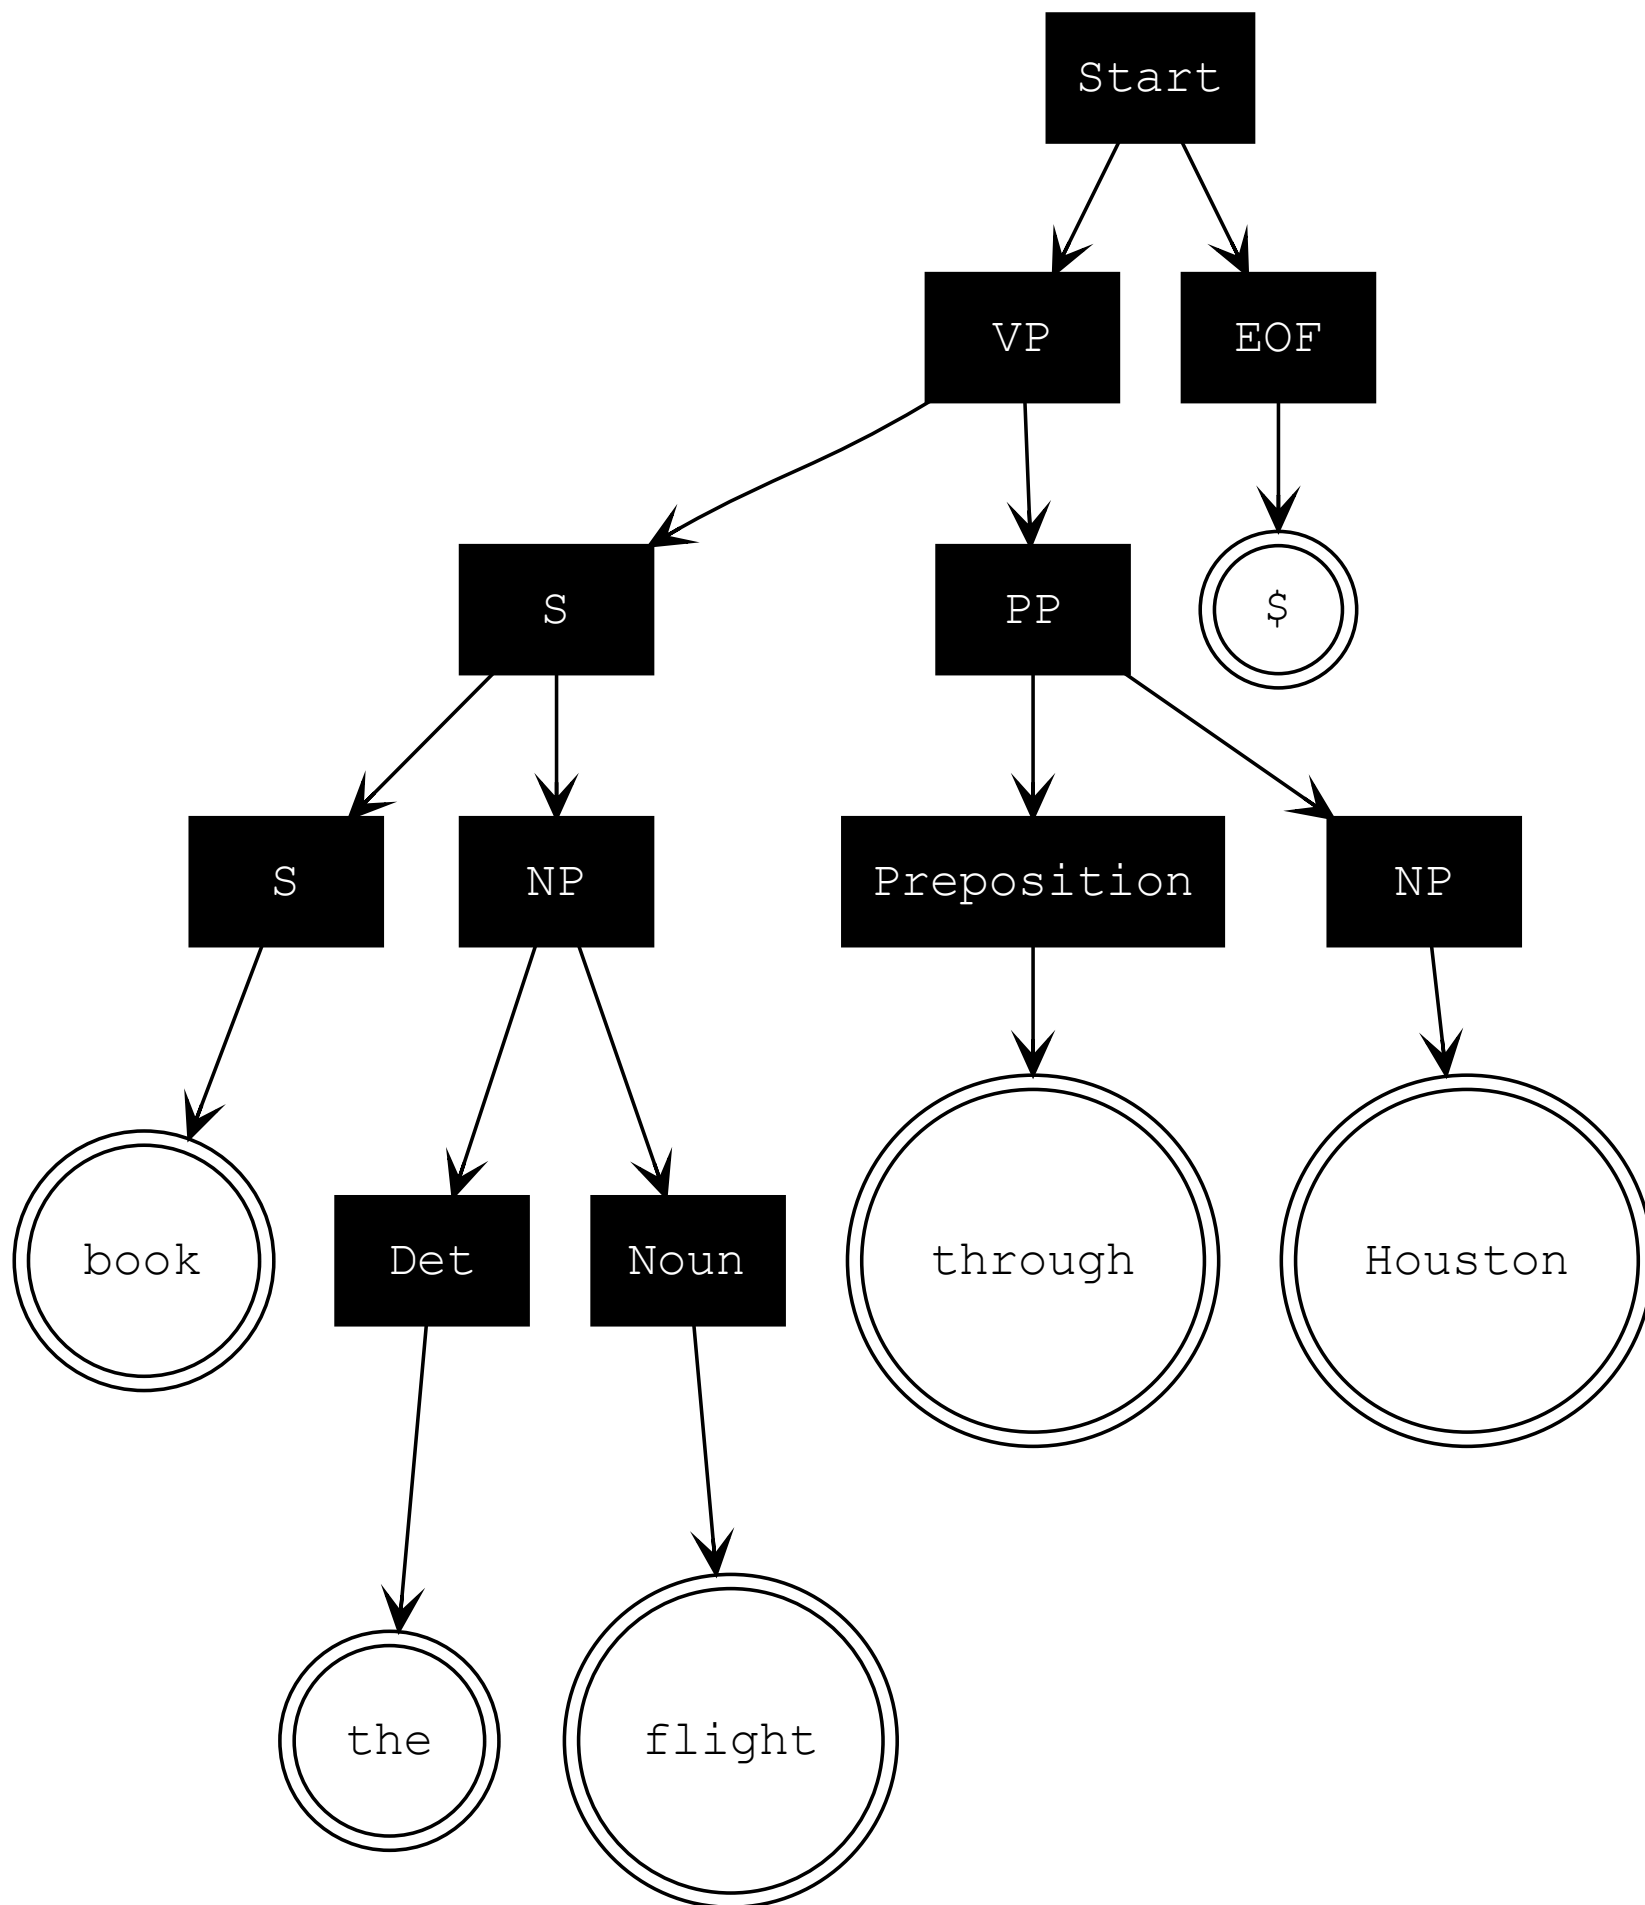 Start
VP
EOF
S
PP
$
S
NP
Preposition
NP
book
Det
Noun
through
Houston
the
flight